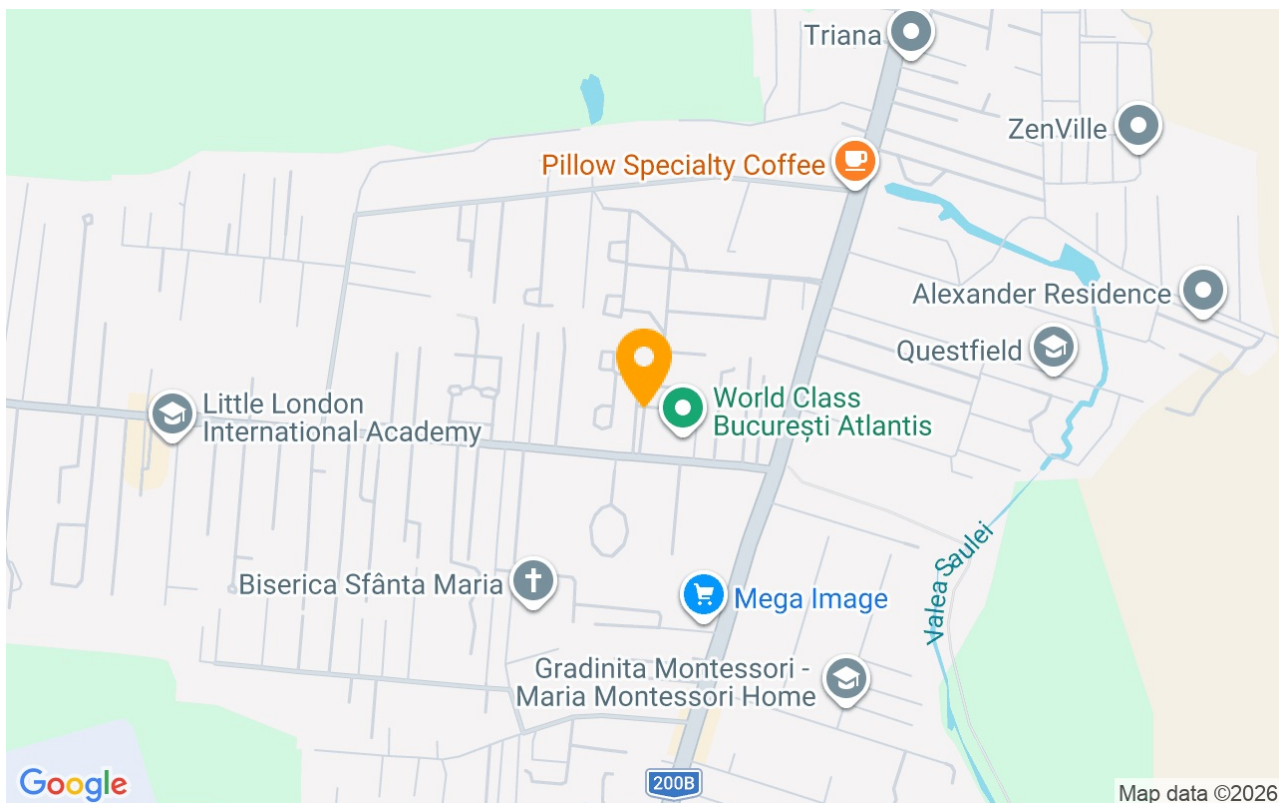 Triana
ZenVille
Pillow Specialty Coffee
Alexander Residence
Questfield
World Class
București Atlantis
Little London
International Academy
Valea Saulei
Biserica Sfânta Maria
Mega Image
Gradinita Montessori -
Maria Montessori Home
200B
Google
Map data ©2026